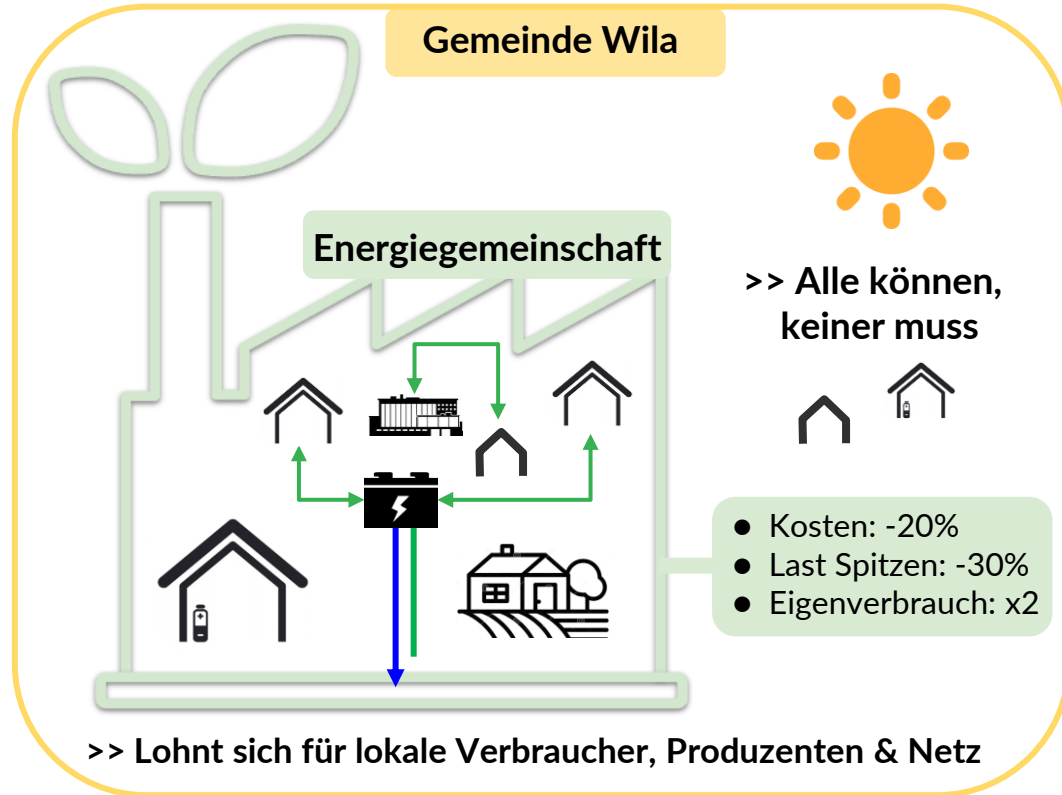 Gemeinde Wila
Energiegemeinschaft
>> Alle können,
keiner muss
● Kosten: -20%
● Last Spitzen: -30%
● Eigenverbrauch: x2
>> Lohnt sich für lokale Verbraucher, Produzenten & Netz